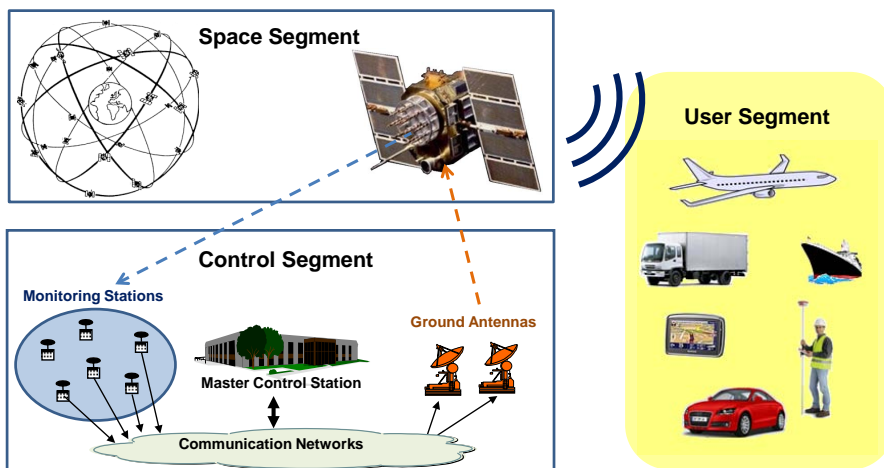 Space Segment
User Segment
Control Segment
Monitoring Stations
Ground Antennas
Master Control Station
Communication Networks